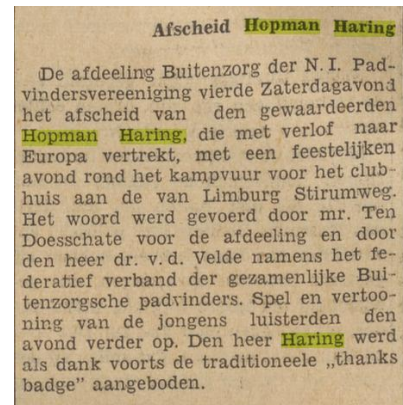 Afscheid Hopman Haring
De afdeeling Buitenzorg der N. I. Pad-
vindersvereeniging vierde Zaterdagavond
het afscheid van den gewaardeerden
Hopman Haring, die met verlof naar
Europa vertrekt, met een feestelijken
avond rond het kampvuur voor het club-
huis aan de van Limburg Stirumweg.
Het woord werd gevoerd door mr. Ten
Doesschate voor de afdeeling en door
den heer dr. v. d. Velde namens het fe-
deratief verband der gezamenlijke Bui-
tenzorgsche padvinders. Spel en vertoo-
ning van de jongens luisterden den
avond verder op. Den heer Haring werd
als dank voorts de traditioneele „thanks
badge” aangeboden.